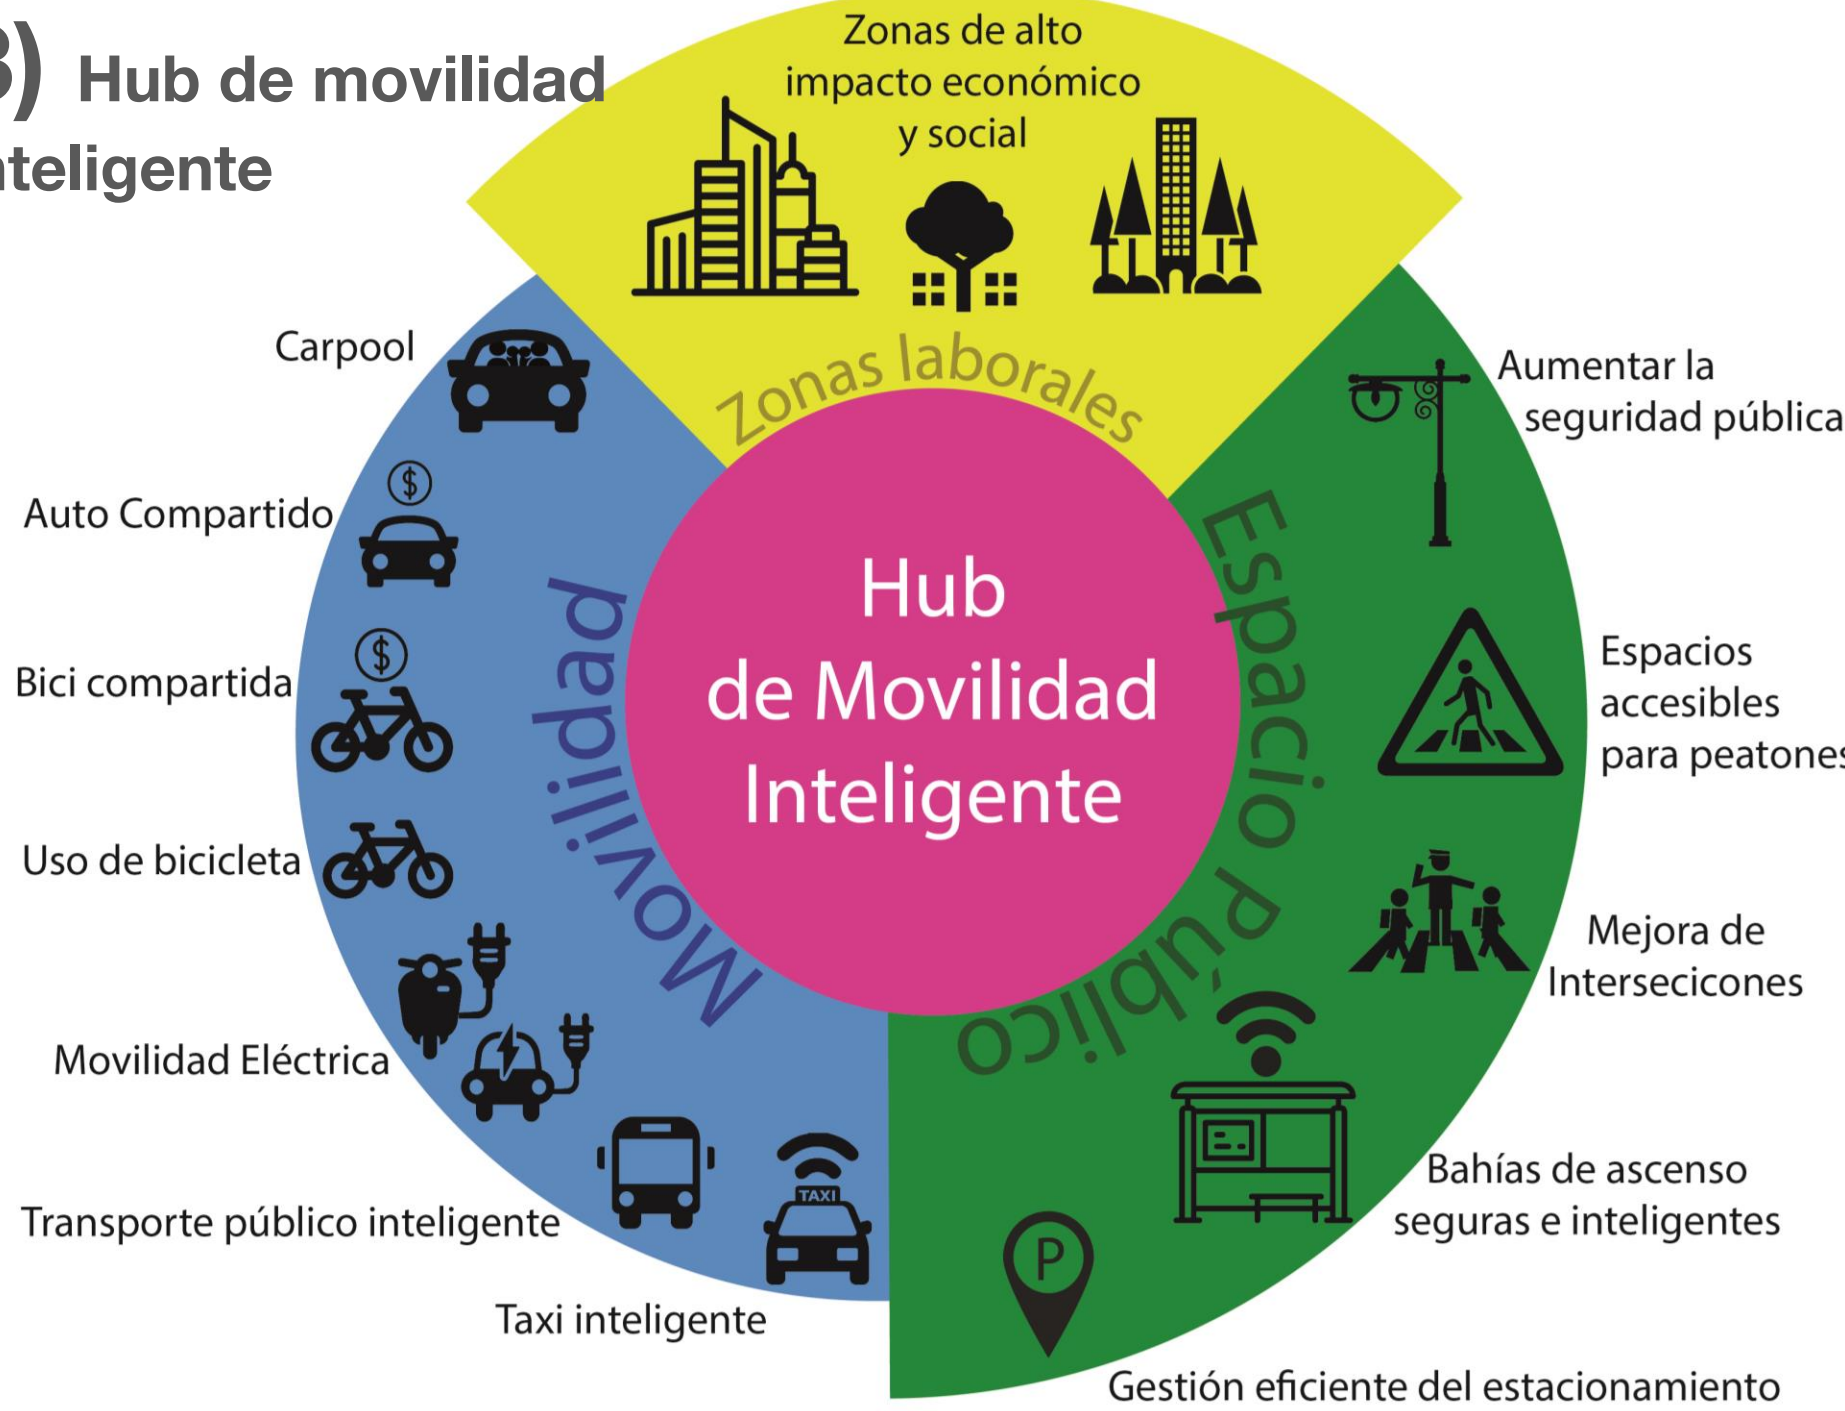 3) Hub de movilidad
nteligente
Zonas de alto
impacto económico
y social
Zonas laborales
Carpool
Auto Compartido
$
Bici compartida
$
Uso de bicicleta
Movilidad Eléctrica
Transporte público inteligente
Taxi inteligente
TAXI
Movilidad
Hub
de Movilidad
Inteligente
Espacio Público
Aumentar la
seguridad pública
Espacios
accesibles
para peatones
Mejora de
Intersecicones
Bahías de ascenso
seguras e inteligentes
P
Gestión eficiente del estacionamiento